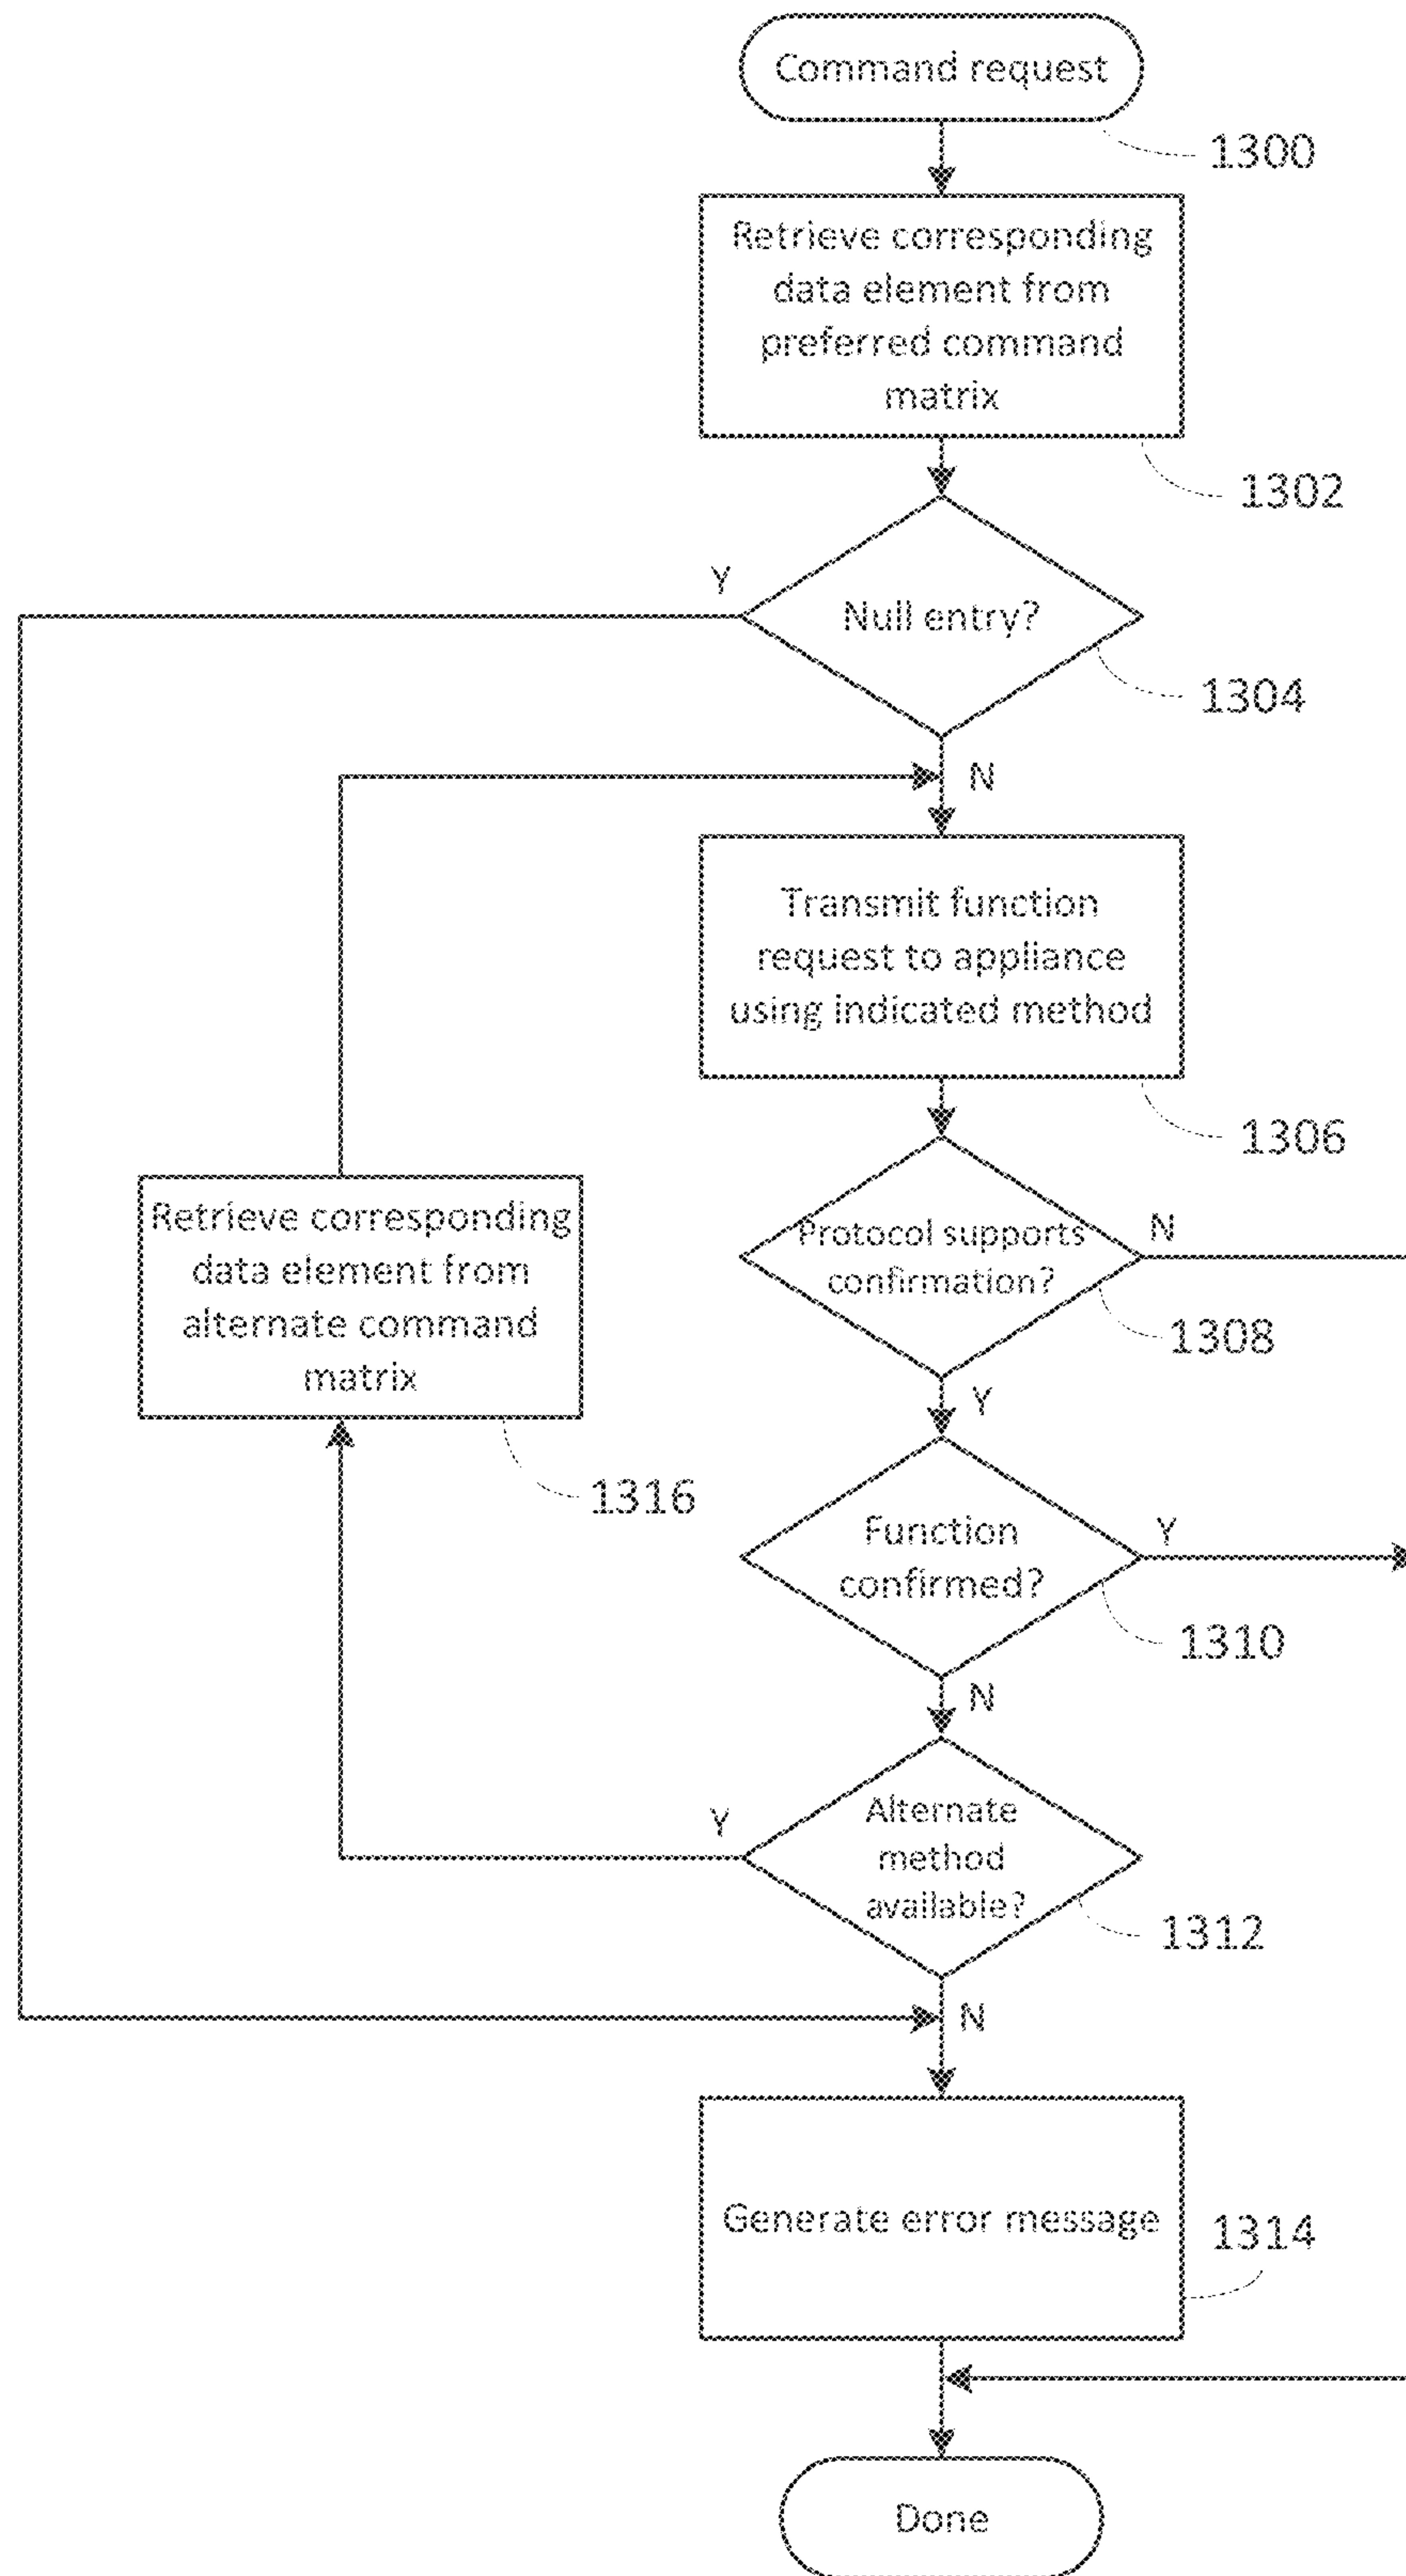 Command request
1300
Retrieve corresponding
data element from
preferred command
matrix
1302
Y
Null entry?
1304
N
Transmit function
request to appliance
using indicated method
1306
Retrieve corresponding
data element from
alternate command
matrix
1316
Protocol supports
confirmation?
N
1308
Y
Function
confirmed?
Y
1310
N
Y
Alternate
method
available?
1312
N
Generate error message
1314
Done